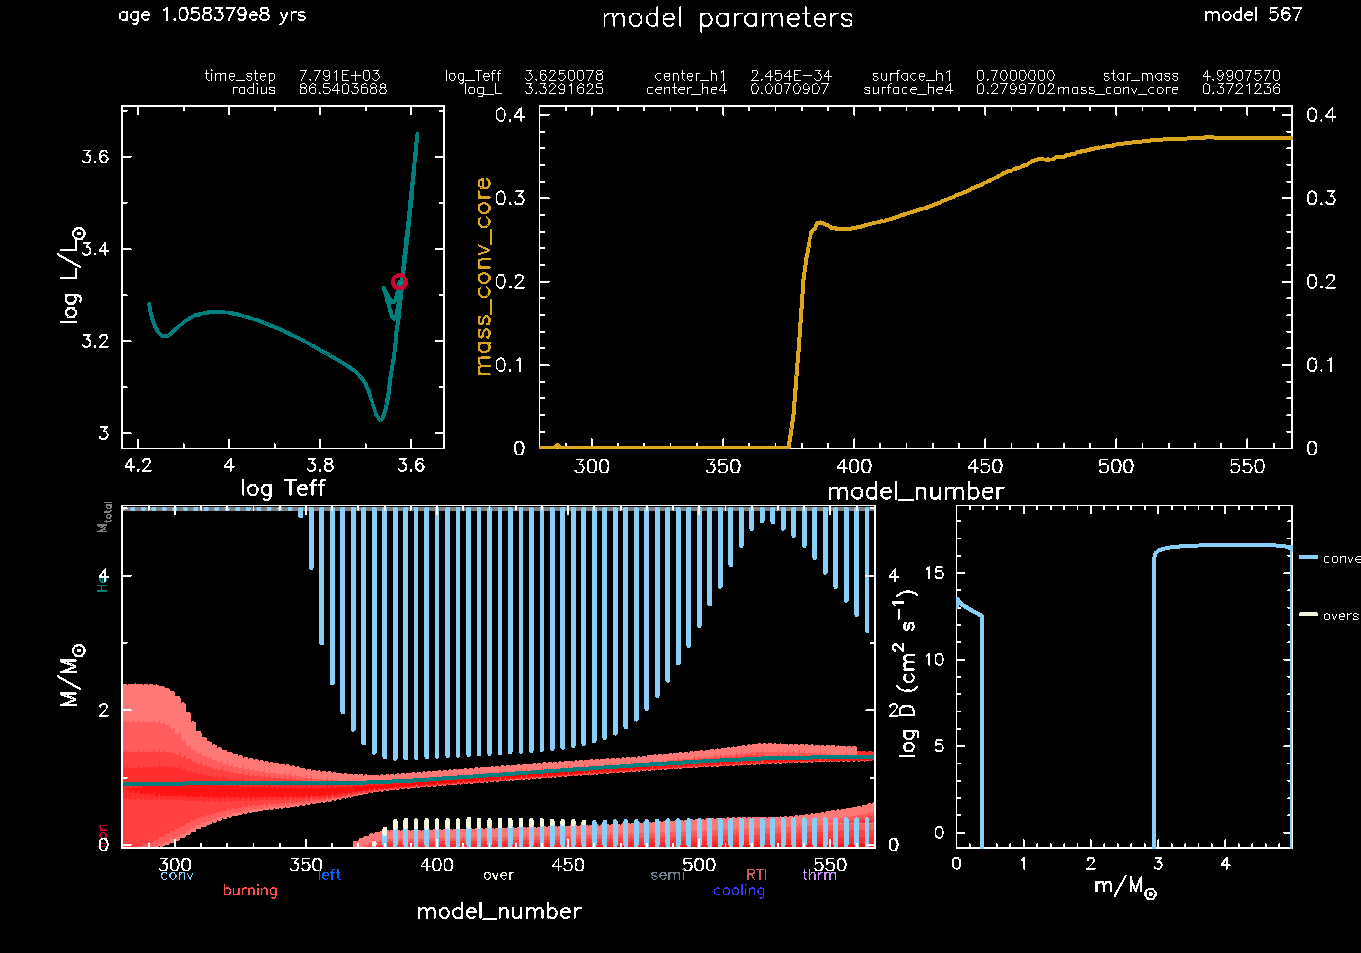 age 1.058379e8 yrs model parameters model 567
time_step 7.791E+03 log_Teff 3.6250078 center_h1 2.454E-34 surface_h1 0.7000000 star_mass 4.9907570
radius 86.5403688 log_L 3.3291625 center_he4 0.0070907 surface_he4 0.2799702 mass_conv_core 0.3721236
log L/L⊙
3.6
3.4
3.2
3
4.2 4 3.8 3.6
log Teff
mass_conv_core
0.4
0.3
0.2
0.1
0
0.4
0.3
0.2
0.1
0
300 350 400 450 500 550
model_number
Mtotal
He
M/M⊙
4
2
0
4
2
0
300 350 400 450 500 550
conv left over semi RTI thrm
burning cooling
model_number
log D (cm² s⁻¹)
15
10
5
0
0 1 2 3 4
m/M⊙
conve
overs